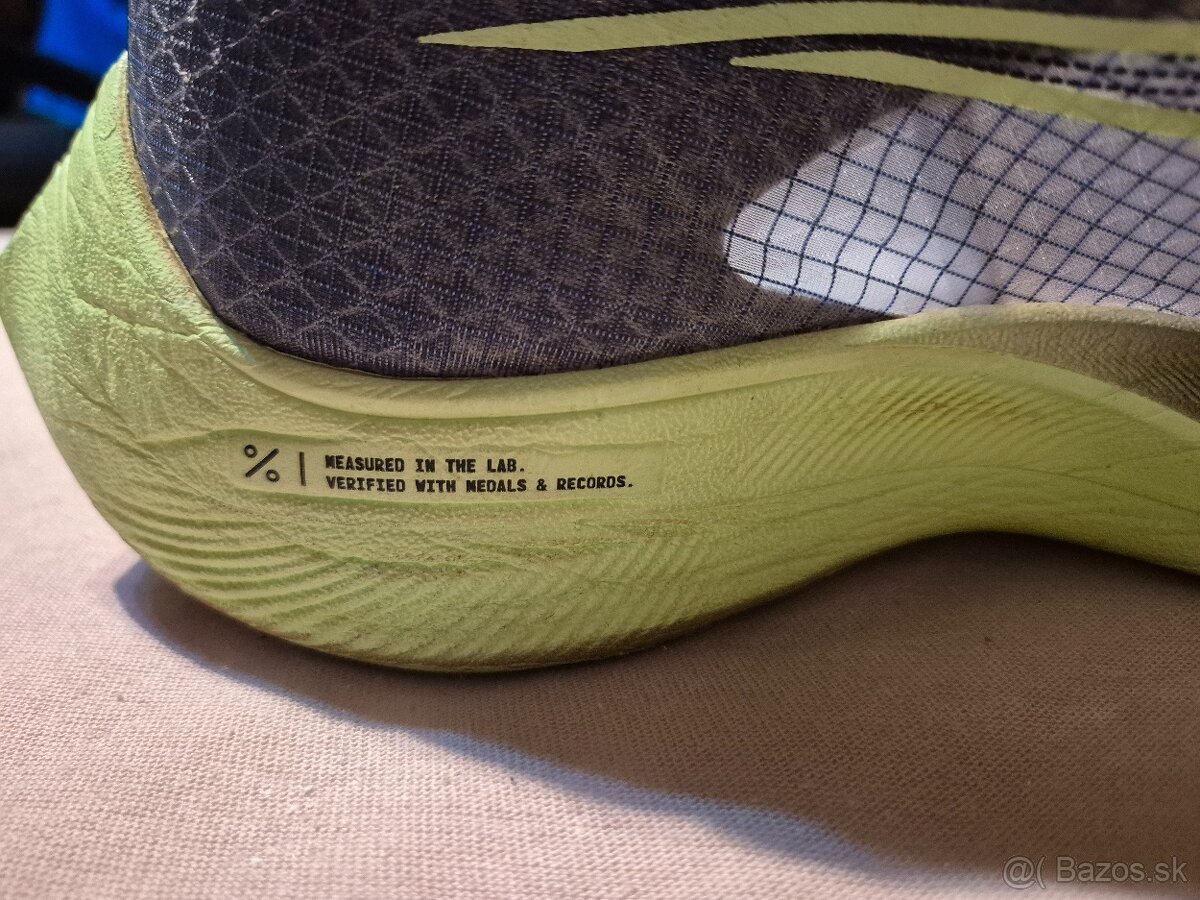 % | MEASURED IN THE LAB.
VERIFIED WITH MEDALS & RECORDS.
@( Bazos.sk